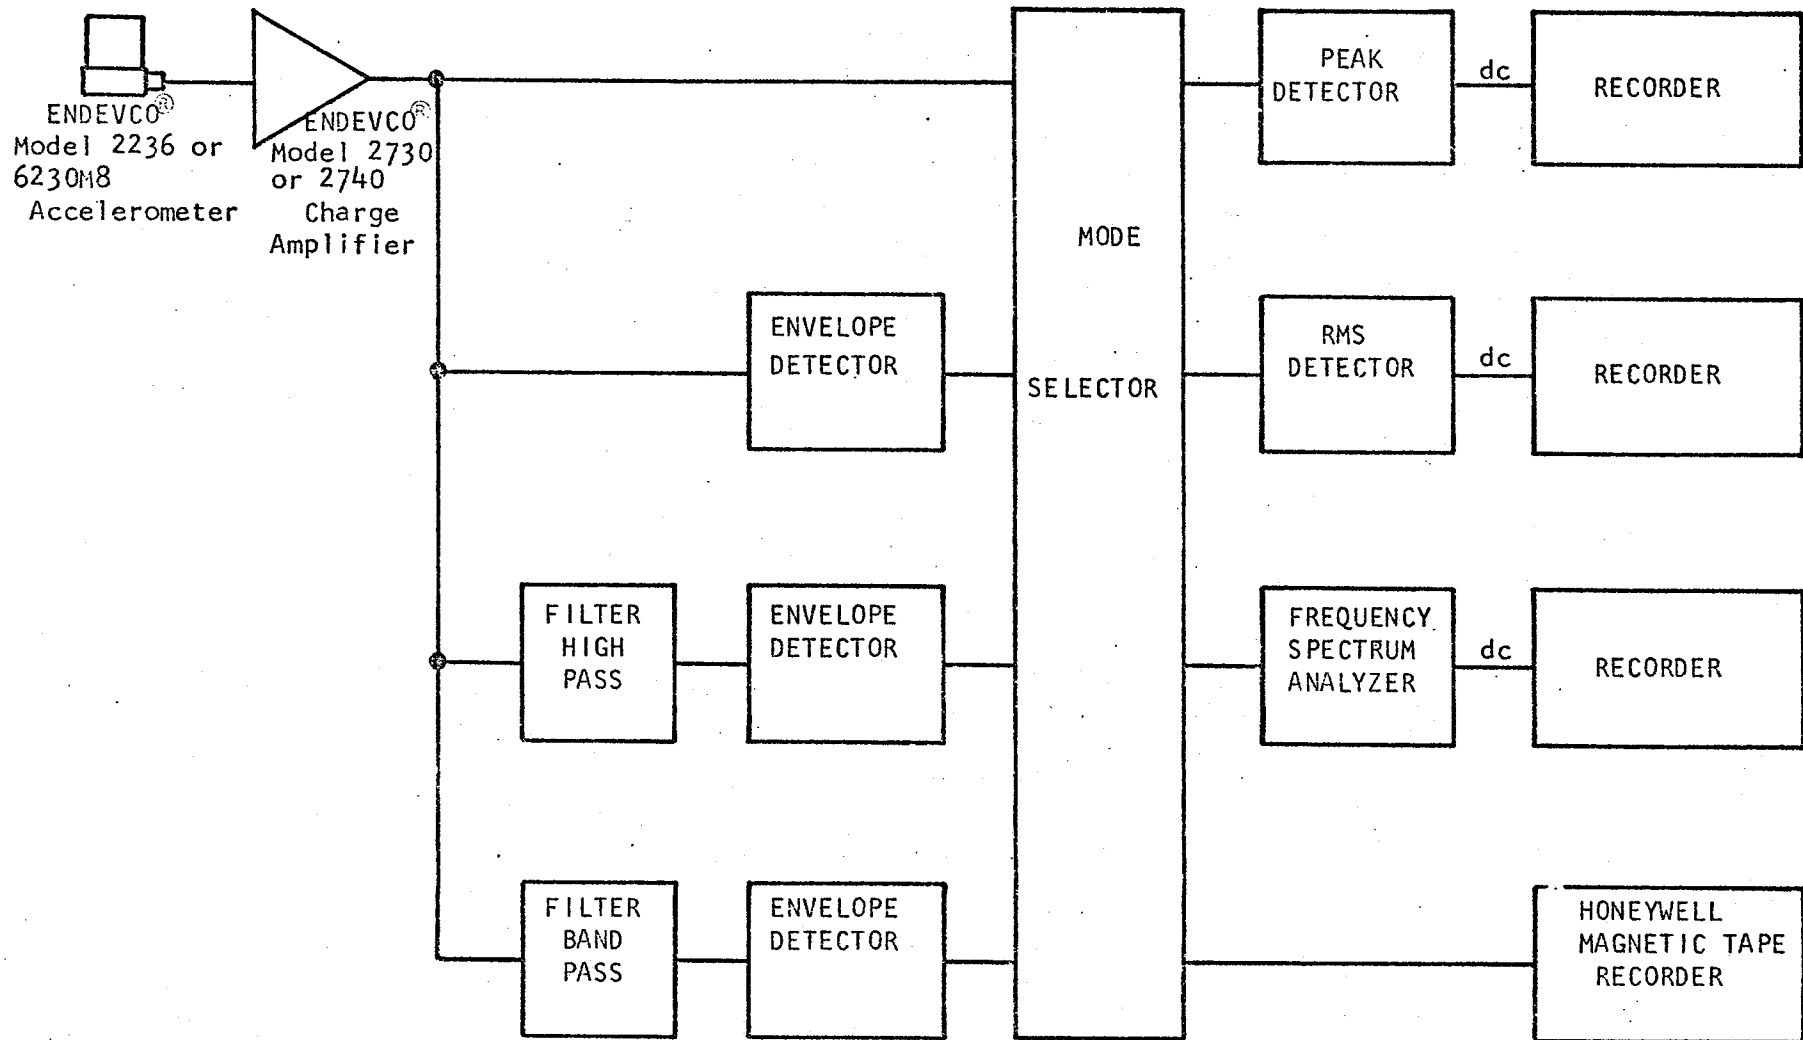 ENDEVCO®
Model 2236 or
6230M8
Accelerometer
ENDEVCO®
Model 2730
or 2740
Charge
Amplifier
ENVELOPE
DETECTOR
FILTER
HIGH
PASS
ENVELOPE
DETECTOR
FILTER
BAND
PASS
ENVELOPE
DETECTOR
MODE
SELECTOR
PEAK
DETECTOR
dc
RECORDER
RMS
DETECTOR
dc
RECORDER
FREQUENCY
SPECTRUM
ANALYZER
dc
RECORDER
HONEYWELL
MAGNETIC TAPE
RECORDER